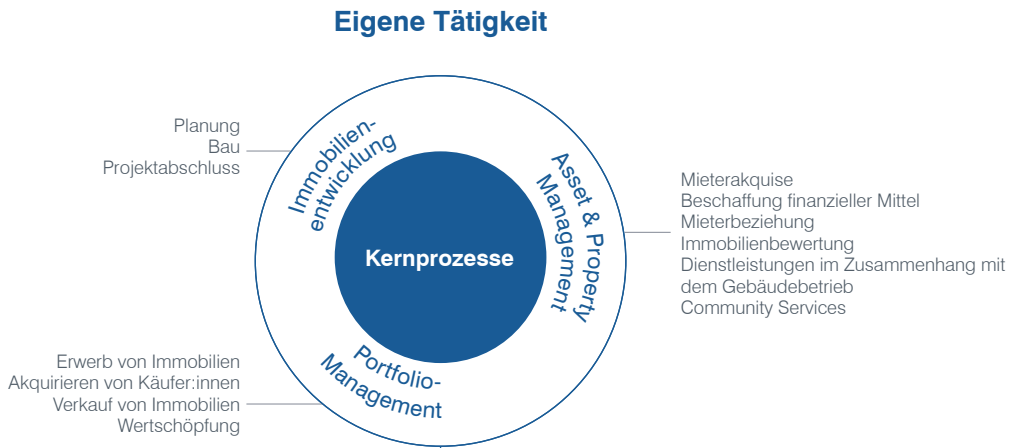 Eigene Tätigkeit
Planung
Bau
Projektabschluss
Immobilien-
entwicklung
Asset & Property
Management
Mieterakquise
Beschaffung finanzieller Mittel
Mieterbeziehung
Immobilienbewertung
Dienstleistungen im Zusammenhang mit
dem Gebäudebetrieb
Community Services
Kernprozesse
Portfolio-
Management
Erwerb von Immobilien
Akquirieren von Käufer:innen
Verkauf von Immobilien
Wertschöpfung